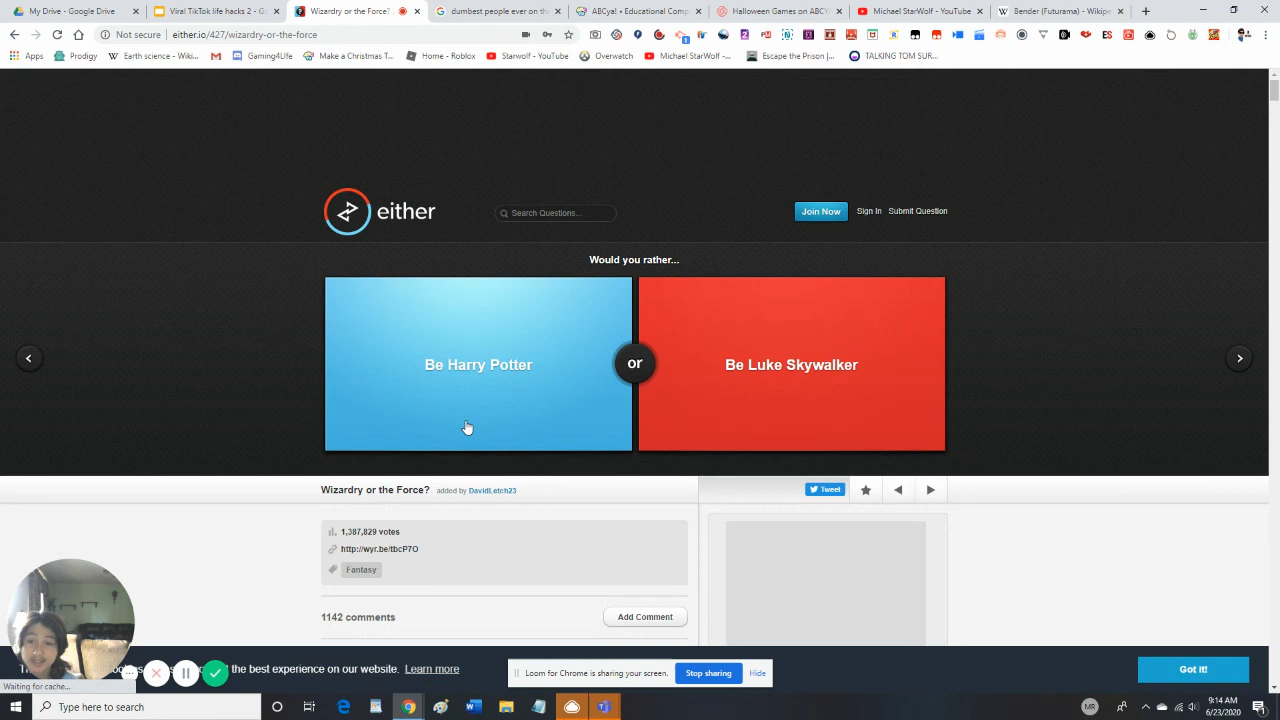 My Drive - Google Drive
Viral TikTok life hacks 2 - G
Wizardry or the Force?
dumbest people ever on th
ABCya! • Educational Comp
Halloween Games on ABCY
Michael StarWolf - YouTube
Bender (Futurama) - Wikipe
Not secure | either.io/427/wizardry-or-the-force
Apps
Prodigy
Earth science - Wiki...
Gaming4Life
Make a Christmas T...
Home - Roblox
Starwolf - YouTube
Overwatch
Michael StarWolf -...
Escape the Prison |...
TALKING TOM SUR...
either
Search Questions...
Join Now
Sign In
Submit Question
Would you rather...
Be Harry Potter
or
Be Luke Skywalker
Wizardry or the Force? added by DavidLetch23
Tweet
1,387,829 votes
http://wyr.be/tbcP7O
Fantasy
1142 comments
Add Comment
the best experience on our website. Learn more
Got it!
Loom for Chrome is sharing your screen.
Stop sharing
Hide
Waiting for cache...
Type here to search
MR
9:14 AM
6/23/2020